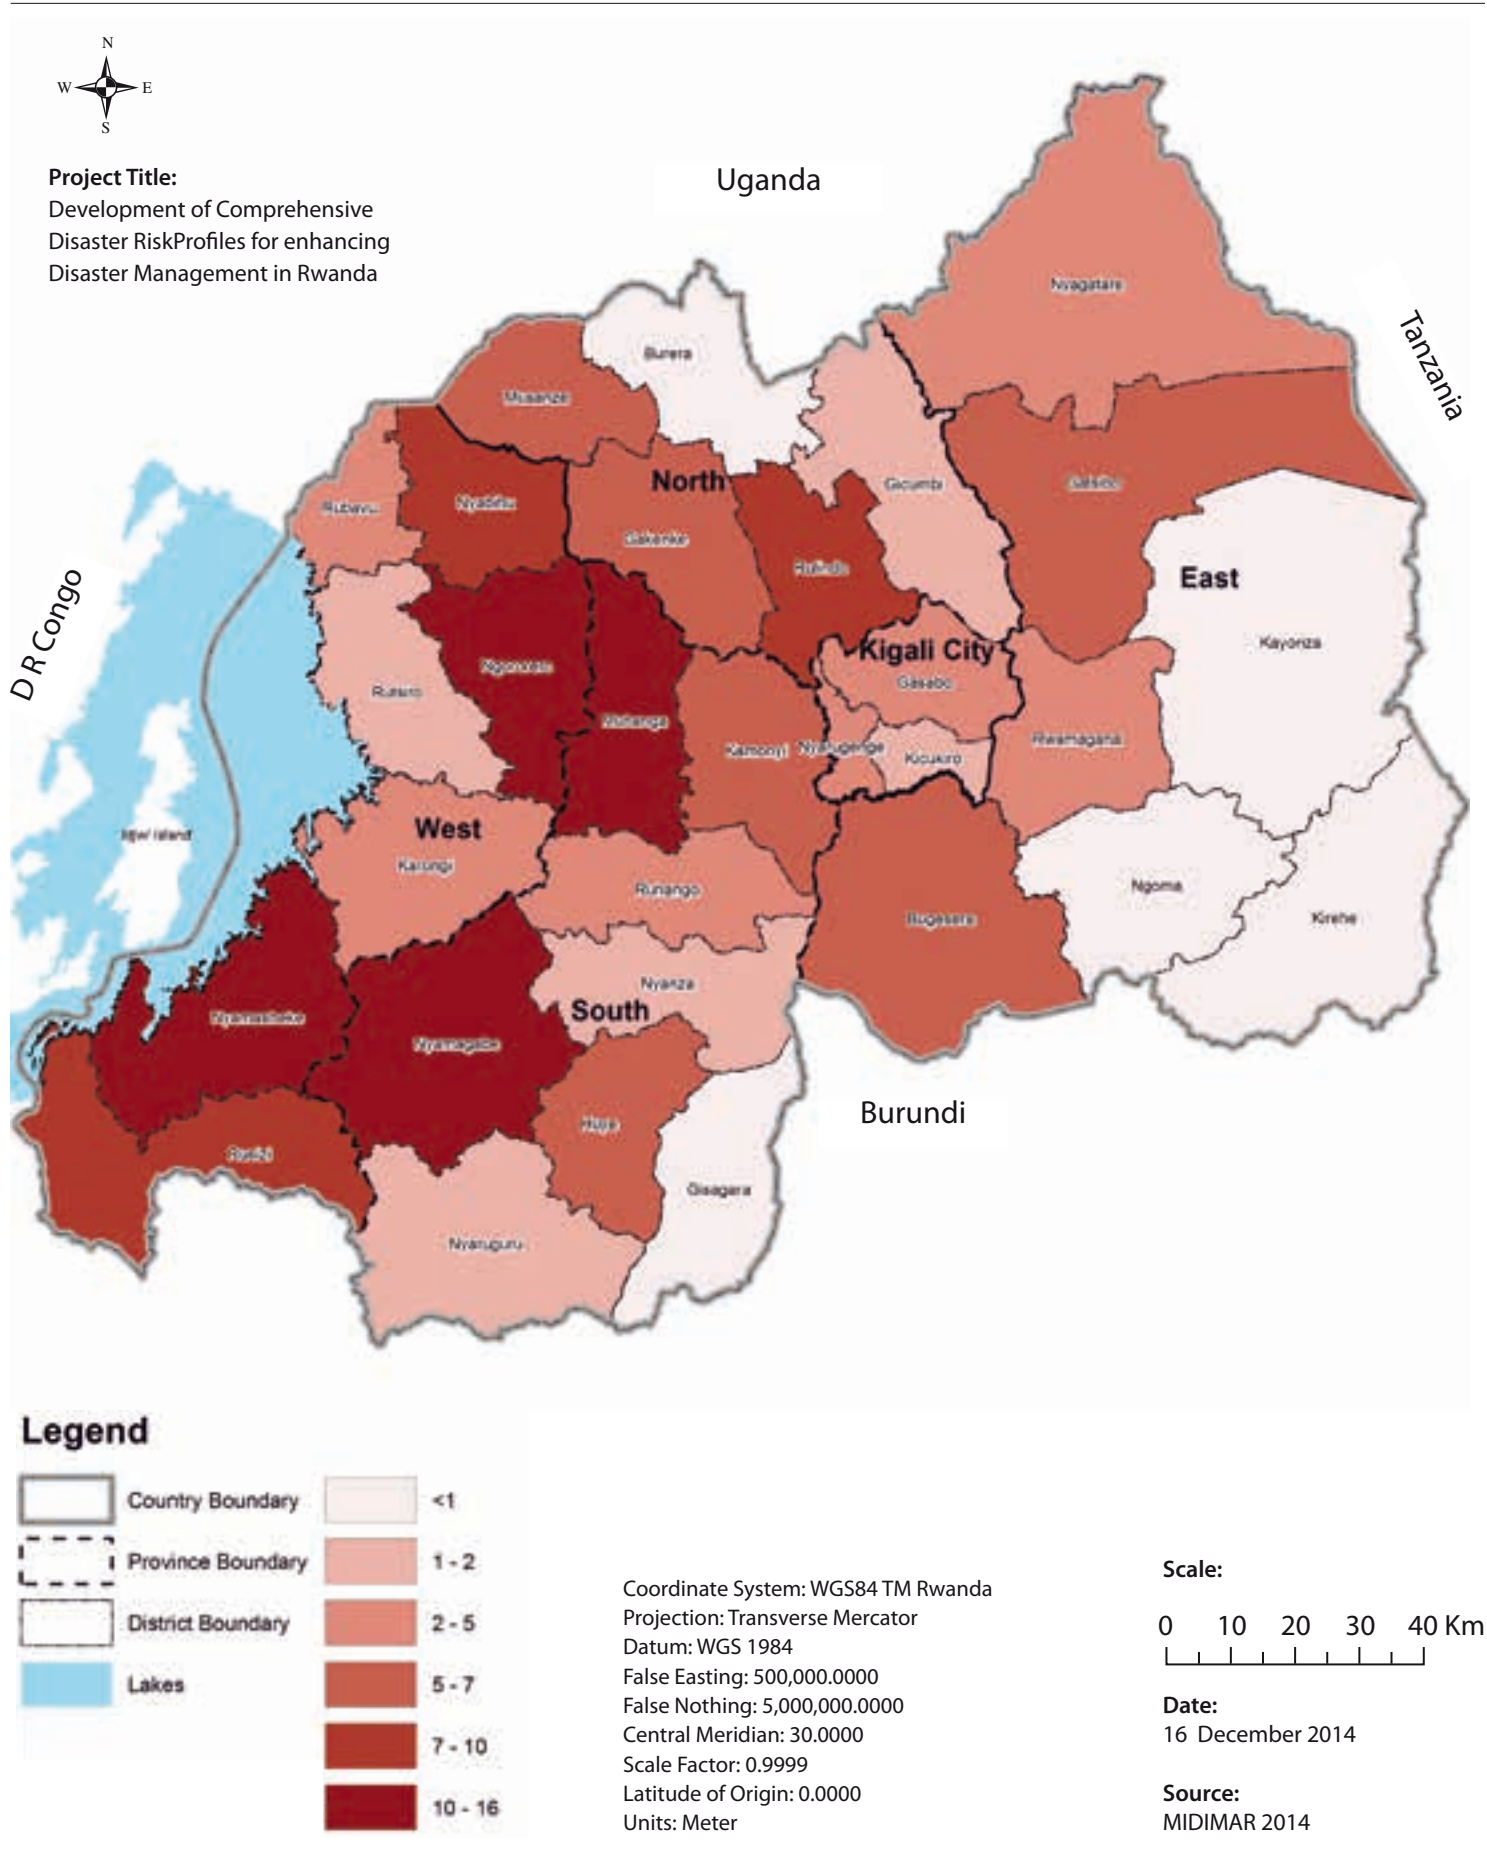 N
W E
S
Project Title:
Development of Comprehensive
Disaster RiskProfiles for enhancing
Disaster Management in Rwanda
Uganda
Tanzania
D R Congo
Burundi
Nyagatare
Burera
Musanze
Gatsibo
Gicumbi
North
Nyabihu
Rubavu
Gakenke
Rulindo
East
Kayonza
Kigali City
Gasabo
Ngororero
Rutsiro
Muhanga
Kamonyi
Nyarugenge
Kicukiro
Rwamagana
West
Karongi
Idjwi Island
Ruhango
Ngoma
Kirehe
Bugesera
Nyanza
South
Nyamasheke
Nyamagabe
Huye
Rusizi
Gisagara
Nyaruguru
Legend
Country Boundary
Province Boundary
District Boundary
Lakes
<1
1 - 2
2 - 5
5 - 7
7 - 10
10 - 16
Coordinate System: WGS84 TM Rwanda
Projection: Transverse Mercator
Datum: WGS 1984
False Easting: 500,000.0000
False Nothing: 5,000,000.0000
Central Meridian: 30.0000
Scale Factor: 0.9999
Latitude of Origin: 0.0000
Units: Meter
Scale:
0 10 20 30 40 Km
Date:
16 December 2014
Source:
MIDIMAR 2014